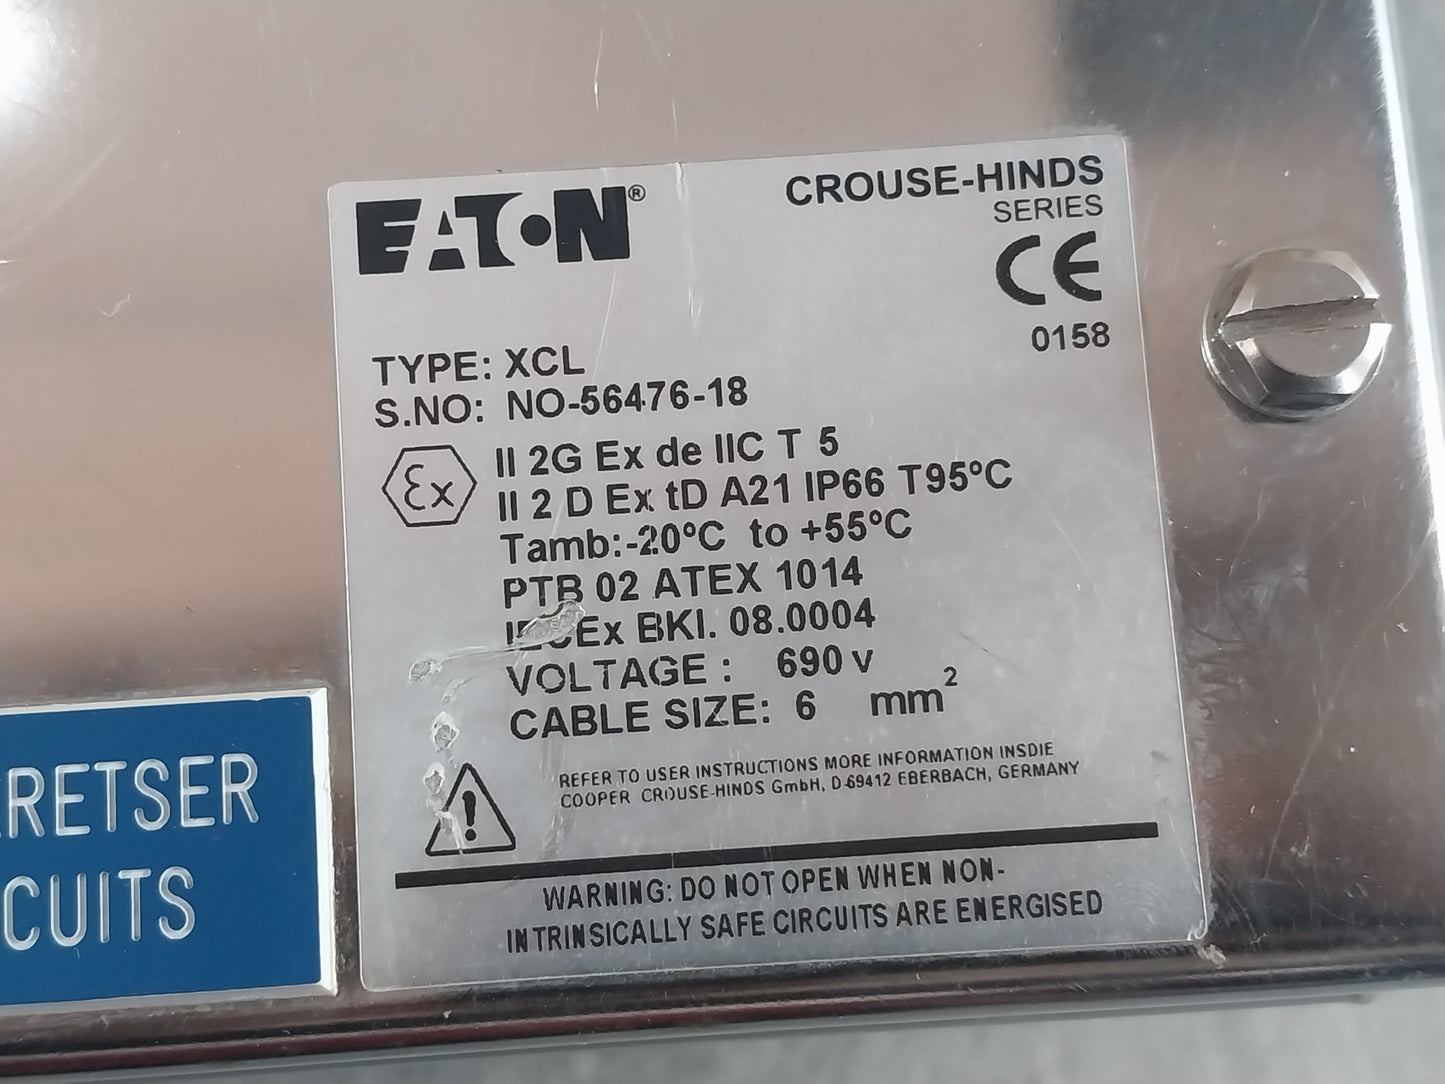 EATON®
CROUSE-HINDS
SERIES
CE
0158
TYPE: XCL
S.NO: NO-56476-18
Ex
II 2G Ex de IIC T 5
II 2 D Ex tD A21 IP66 T95°C
Tamb:-20°C to +55°C
PTB 02 ATEX 1014
IECEx BKI. 08.0004
VOLTAGE : 690 v
CABLE SIZE: 6 mm²
REFER TO USER INSTRUCTIONS MORE INFORMATION INSDIE
COOPER CROUSE-HINDS GmbH, D-69412 EBERBACH, GERMANY
!
WARNING: DO NOT OPEN WHEN NON-
INTRINSICALLY SAFE CIRCUITS ARE ENERGISED
RETSER
CUITS